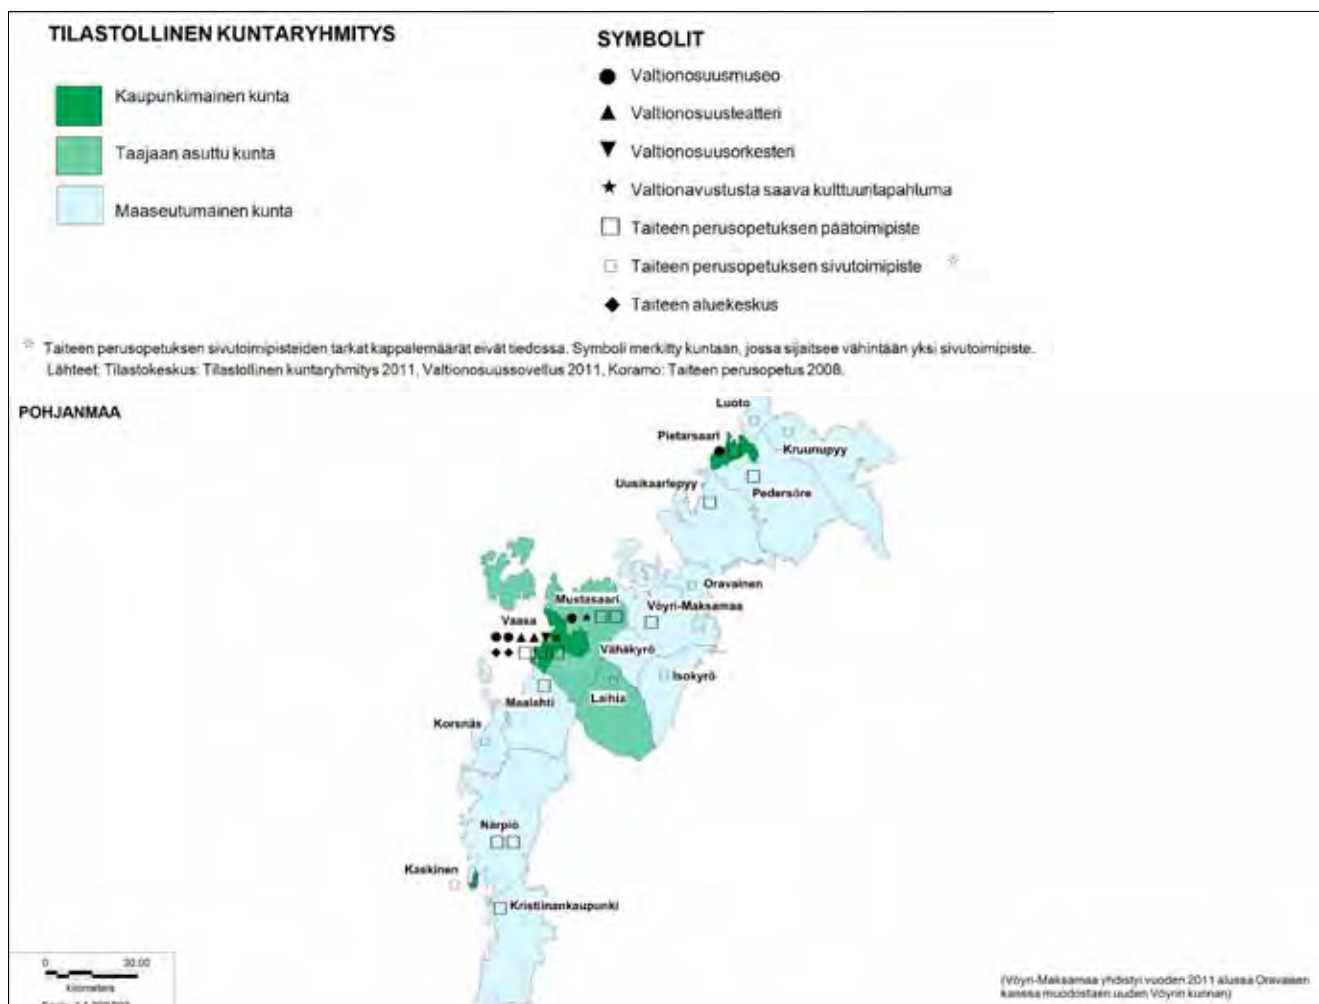 TILASTOLLINEN KUNTARYHMITYS
Kaupunkimainen kunta
Taajaan asuttu kunta
Maaseutumainen kunta
SYMBOLIT
Valtionosuusmuseo
Valtionosuusteatteri
Valtionosuusorkesteri
Valtionavustusta saava kulttuuritapahtuma
Taiteen perusopetuksen päätoimipiste
Taiteen perusopetuksen sivutoimipiste
Taiteen aluekeskus
Taiteen perusopetuksen sivutoimipisteiden tarkat kappalemäärät eivät tiedossa. Symboli merkitty kuntaan, jossa sijaitsee vähintään yksi sivutoimipiste.
Lähteet: Tilastokeskus: Tilastollinen kuntaryhmitys 2011, Valtionosuussovellus 2011, Koramo: Taiteen perusopetus 2008.
POHJANMAA
Luoto
Pietarsaari
Kruunupyy
Uusikaarlepyy
Pedersöre
Oravainen
Mustasaari
Vöyri-Maksamaa
Vaasa
Vähäkyrö
Isokyrö
Maalahti
Laihia
Korsnäs
Närpiö
Kaskinen
Kristiinankaupunki
0 30.00
kilometers
(Vöyri-Maksamaa yhdistyi vuoden 2011 alussa Oravaisen
kanssa muodostaen uuden Vöyrin kunnan)